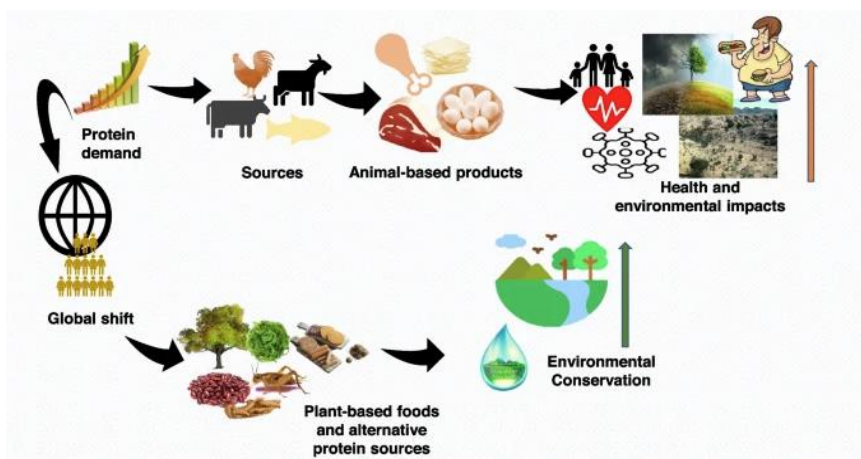 Protein
demand
Sources
Animal-based products
Health and
environmental impacts
Global shift
Plant-based foods
and alternative
protein sources
Environmental
Conservation